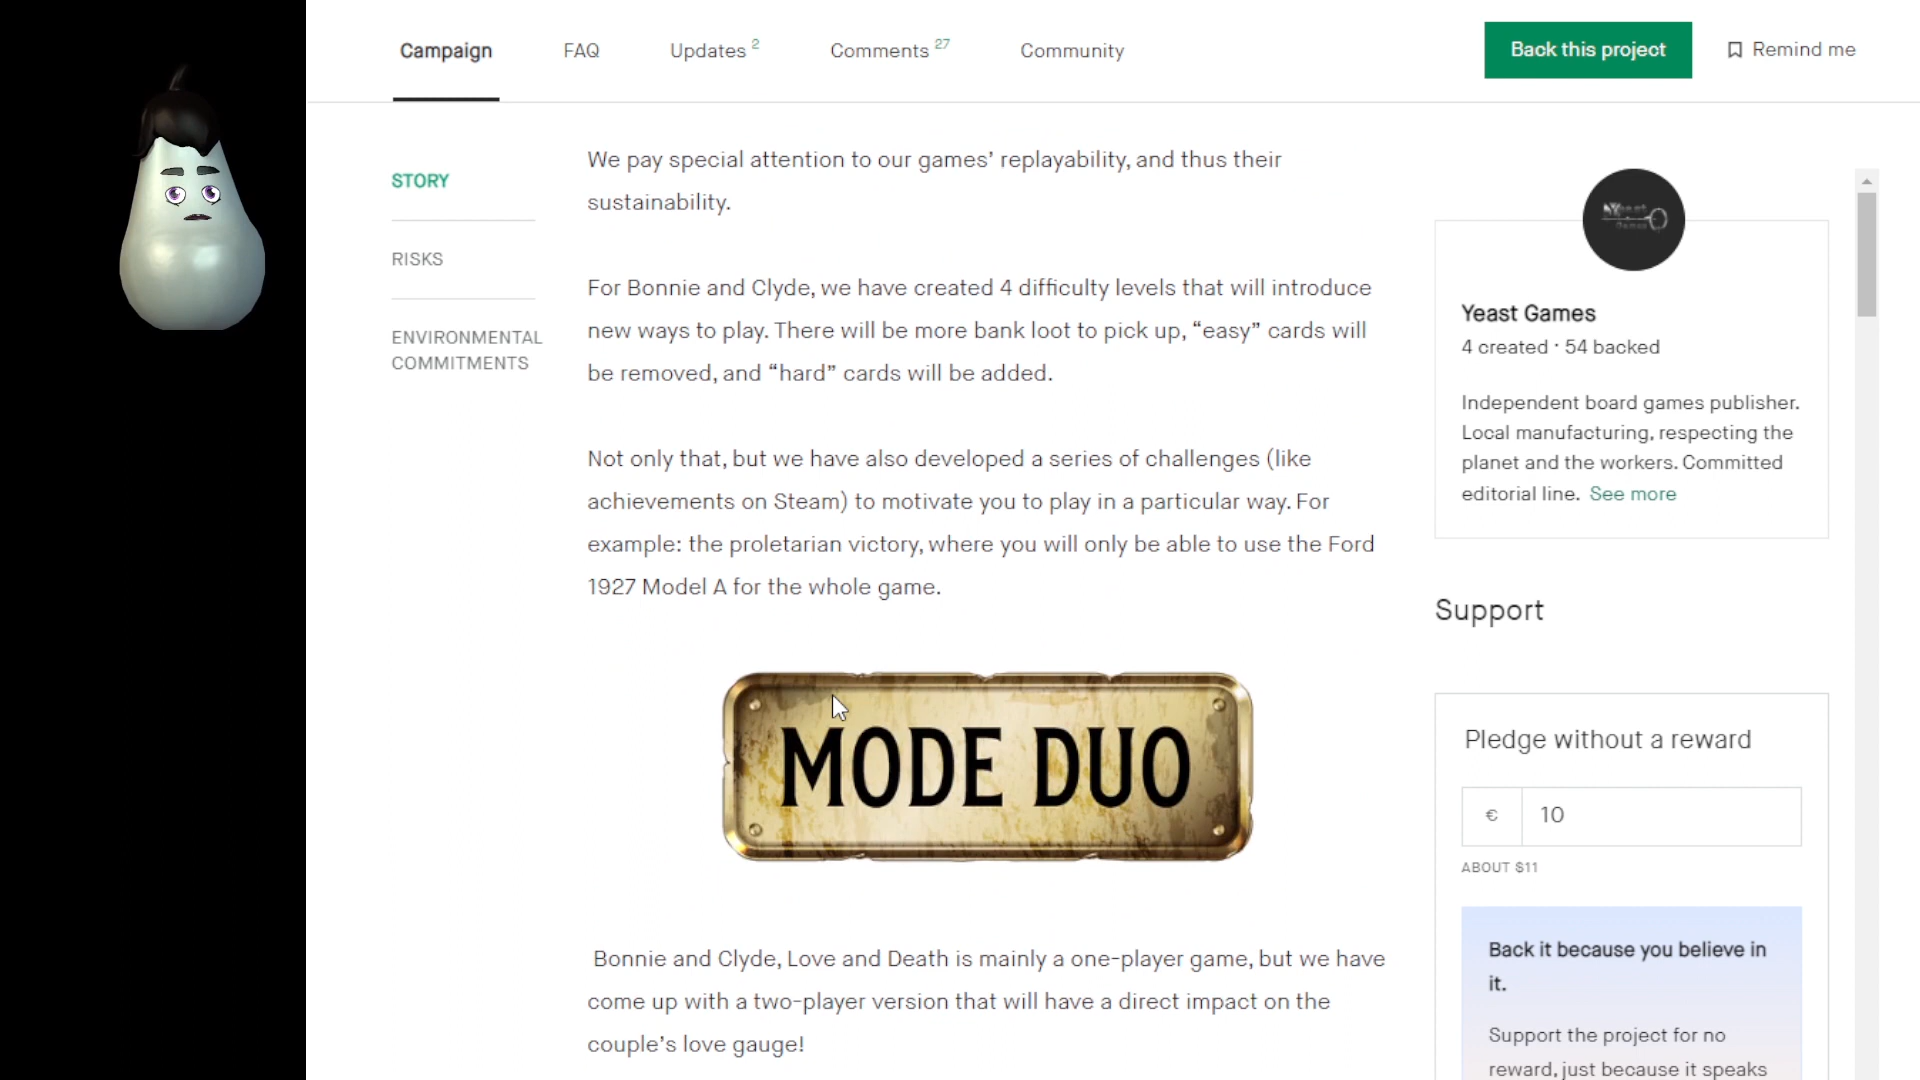 Campaign
FAQ
Updates 2
Comments 27
Community
Back this project
Remind me
STORY
RISKS
ENVIRONMENTAL
COMMITMENTS
We pay special attention to our games’ replayability, and thus their
sustainability.
For Bonnie and Clyde, we have created 4 difficulty levels that will introduce
new ways to play. There will be more bank loot to pick up, “easy” cards will
be removed, and “hard” cards will be added.
Not only that, but we have also developed a series of challenges (like
achievements on Steam) to motivate you to play in a particular way. For
example: the proletarian victory, where you will only be able to use the Ford
1927 Model A for the whole game.
MODE DUO
Bonnie and Clyde, Love and Death is mainly a one-player game, but we have
come up with a two-player version that will have a direct impact on the
couple’s love gauge!
Yeast Games
4 created · 54 backed
Independent board games publisher.
Local manufacturing, respecting the
planet and the workers. Committed
editorial line. See more
Support
Pledge without a reward
€ 10
ABOUT $11
Back it because you believe in
it.
Support the project for no
reward, just because it speaks